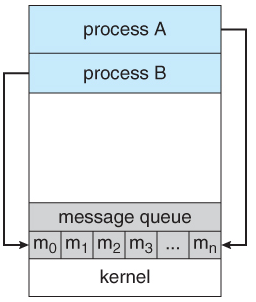 process A
process B
message queue
m0 m1 m2 m3 ... mn
kernel